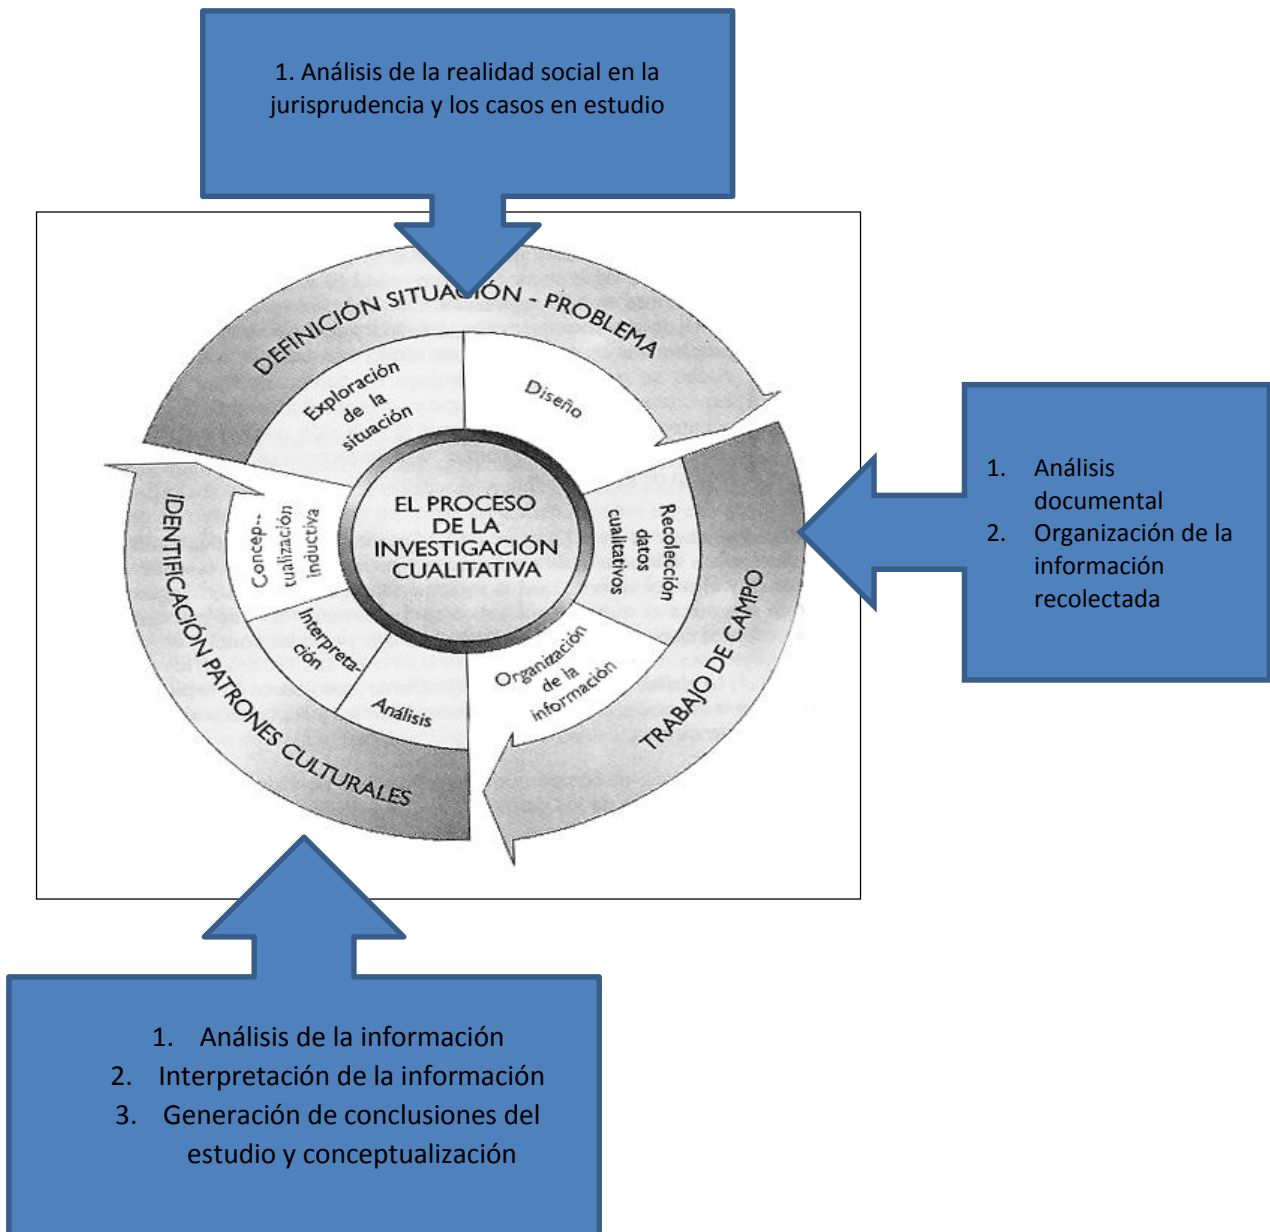 1. Análisis de la realidad social en la
jurisprudencia y los casos en estudio
DEFINICIÓN SITUACIÓN - PROBLEMA
Exploración
de la
situación
Diseño
EL PROCESO
DE LA
INVESTIGACIÓN
CUALITATIVA
Recolección
datos
cualitativos
Organización
de la
información
TRABAJO DE CAMPO
1. Análisis
documental
2. Organización de la
información
recolectada
Análisis
Interpreta-
ción
Concep--
tualización
inductiva
IDENTIFICACIÓN PATRONES CULTURALES
1. Análisis de la información
2. Interpretación de la información
3. Generación de conclusiones del
estudio y conceptualización